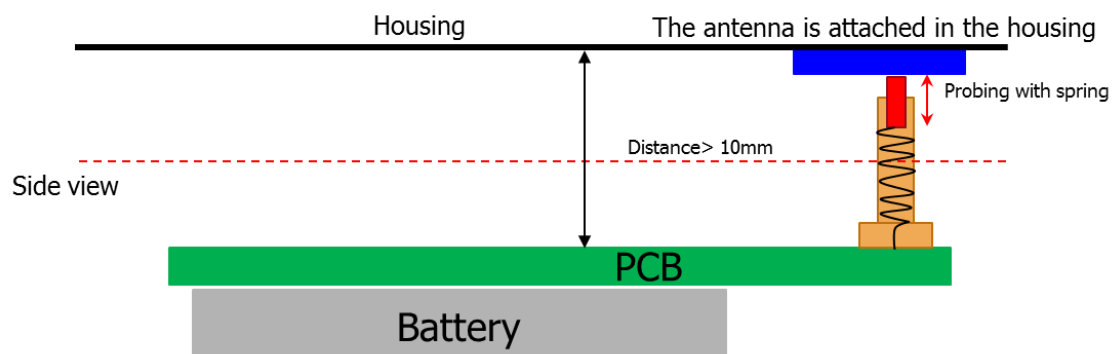 Housing
The antenna is attached in the housing
Probing with spring
Distance> 10mm
Side view
PCB
Battery